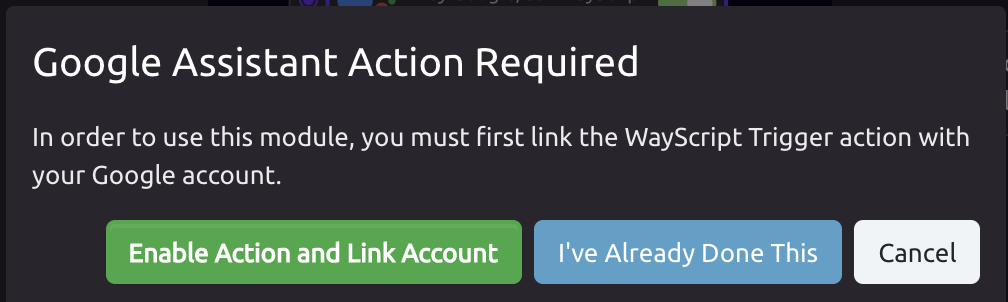 Google Assistant Action Required
In order to use this module, you must first link the WayScript Trigger action with
your Google account.
Enable Action and Link Account
I've Already Done This
Cancel